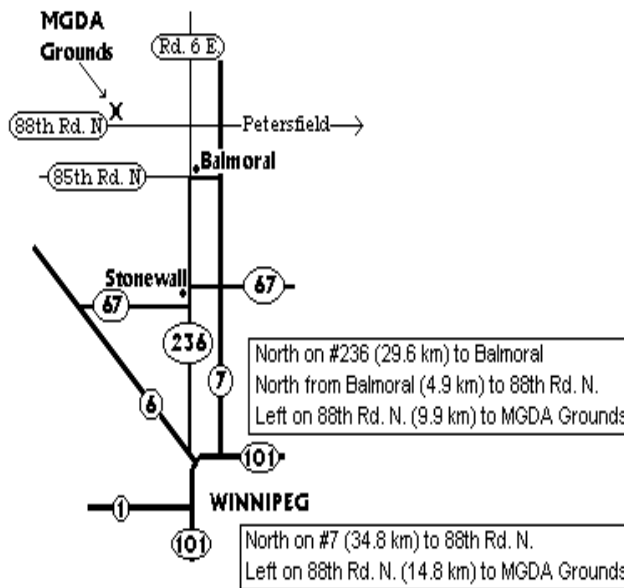 MGDA
Grounds
Rd. 6 E
X
88th Rd. N
Petersfield
Balmoral
85th Rd. N
Stonewall
67
67
236
7
6
North on #236 (29.6 km) to Balmoral
North from Balmoral (4.9 km) to 88th Rd. N.
Left on 88th Rd. N. (9.9 km) to MGDA Grounds
101
1
WINNIPEG
101
North on #7 (34.8 km) to 88th Rd. N.
Left on 88th Rd. N. (14.8 km) to MGDA Grounds